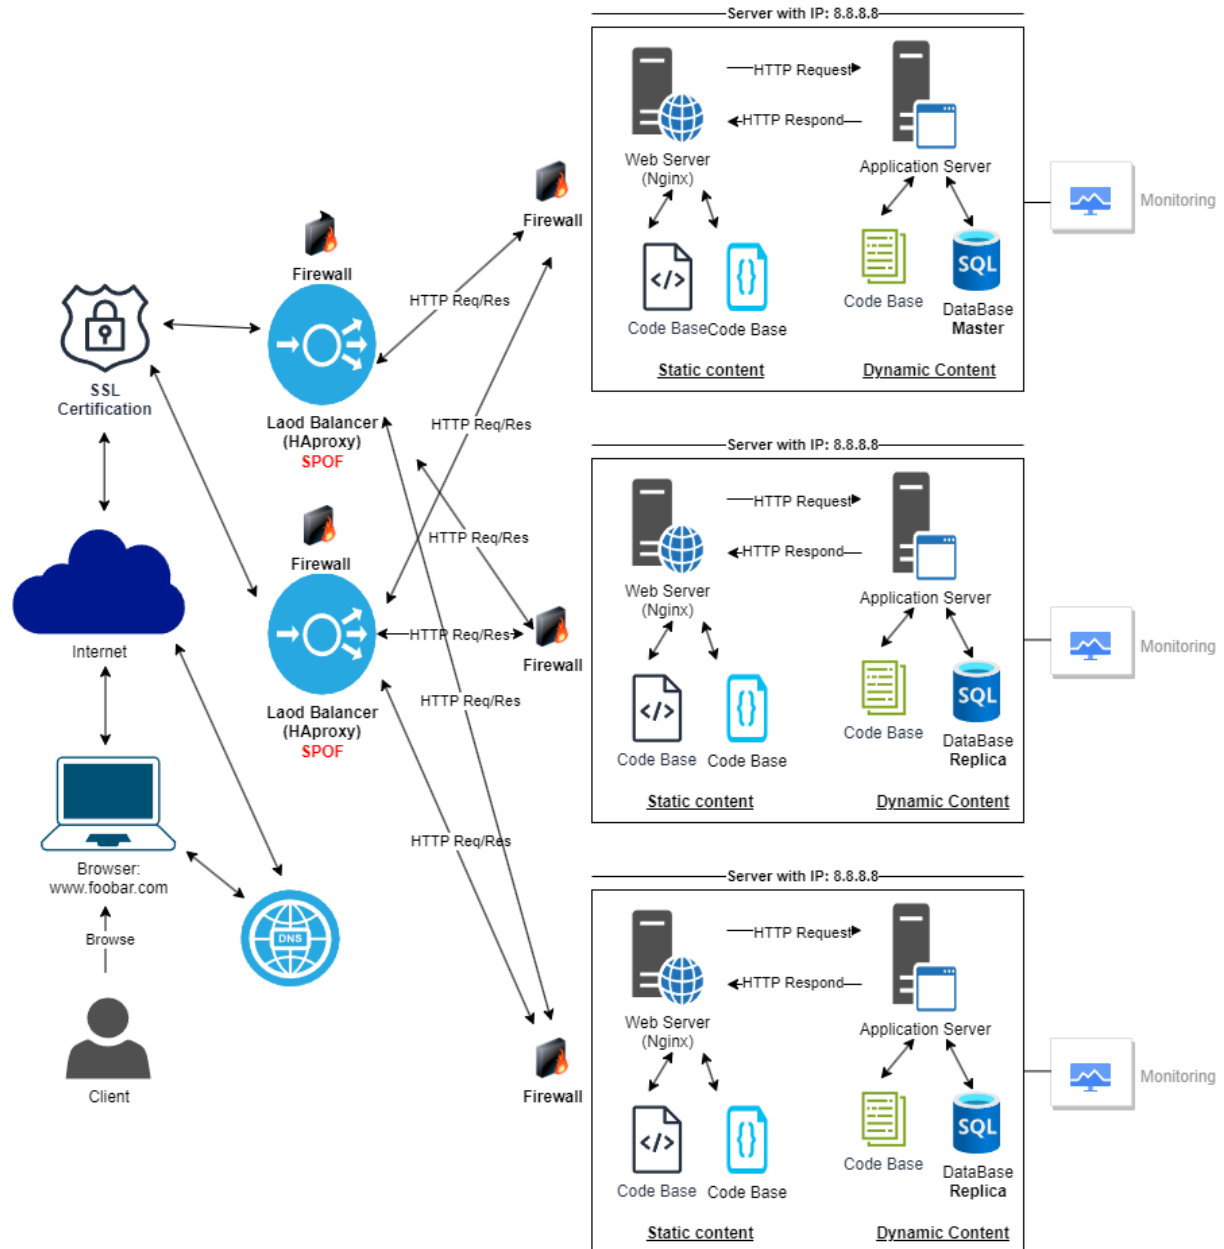 Server with IP: 8.8.8.8
HTTP Request
HTTP Respond
Web Server
(Nginx)
Application Server
Code Base
Code Base
Code Base
DataBase
Master
Static content
Dynamic Content
Monitoring
Firewall
Firewall
HTTP Req/Res
SSL
Certification
Laod Balancer
(HAproxy)
SPOF
HTTP Req/Res
Server with IP: 8.8.8.8
HTTP Request
HTTP Respond
Web Server
(Nginx)
Application Server
Code Base
Code Base
Code Base
DataBase
Replica
Static content
Dynamic Content
Monitoring
HTTP Req/Res
Firewall
HTTP Req/Res
Firewall
Internet
HTTP Req/Res
Laod Balancer
(HAproxy)
SPOF
HTTP Req/Res
Browser:
www.foobar.com
Browse
DNS
Client
Server with IP: 8.8.8.8
HTTP Request
HTTP Respond
Web Server
(Nginx)
Application Server
Firewall
Code Base
Code Base
Code Base
DataBase
Replica
Static content
Dynamic Content
Monitoring
SQL
SQL
SQL